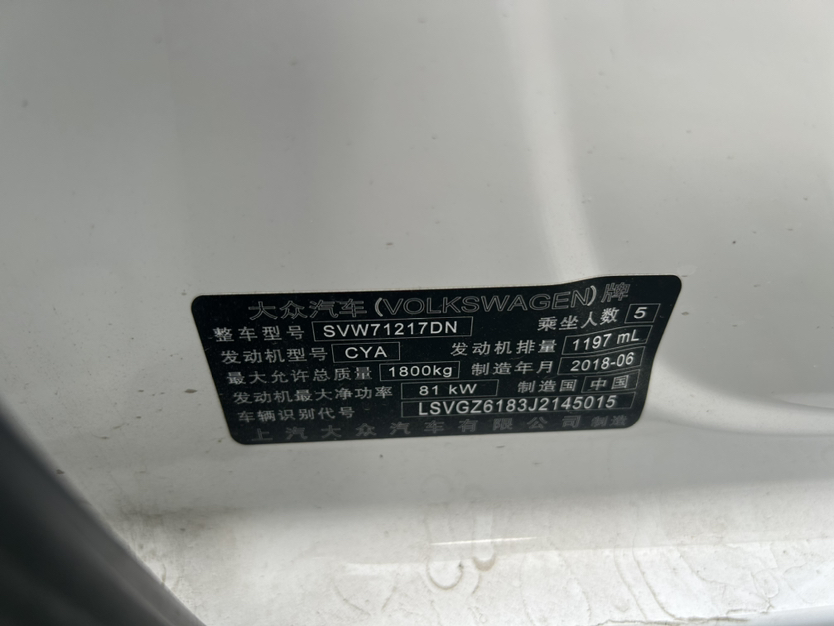 大众汽车(VOLKSWAGEN)牌
整车型号 SVW71217DN 乘坐人数 5
发动机型号 CYA 发动机排量 1197 mL
最大允许总质量 1800kg 制造年月 2018-06
发动机最大净功率 81 kW 制造国 中国
车辆识别代号 LSVGZ6183J2145015
上汽大众汽车有限公司 制造